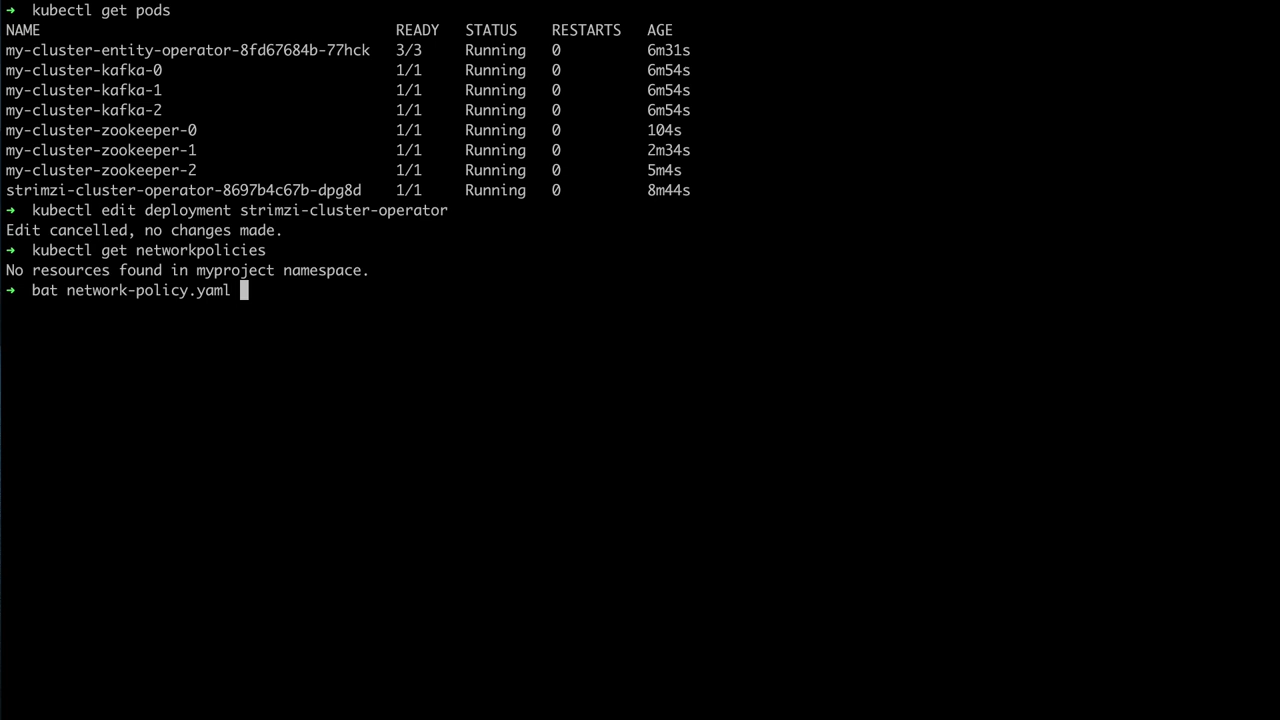 ➜  kubectl get pods
NAME                                         READY   STATUS    RESTARTS   AGE
my-cluster-entity-operator-8fd67684b-77hck   3/3     Running   0          6m31s
my-cluster-kafka-0                           1/1     Running   0          6m54s
my-cluster-kafka-1                           1/1     Running   0          6m54s
my-cluster-kafka-2                           1/1     Running   0          6m54s
my-cluster-zookeeper-0                       1/1     Running   0          104s
my-cluster-zookeeper-1                       1/1     Running   0          2m34s
my-cluster-zookeeper-2                       1/1     Running   0          5m4s
strimzi-cluster-operator-8697b4c67b-dpg8d    1/1     Running   0          8m44s
➜  kubectl edit deployment strimzi-cluster-operator
Edit cancelled, no changes made.
➜  kubectl get networkpolicies
No resources found in myproject namespace.
➜  bat network-policy.yaml